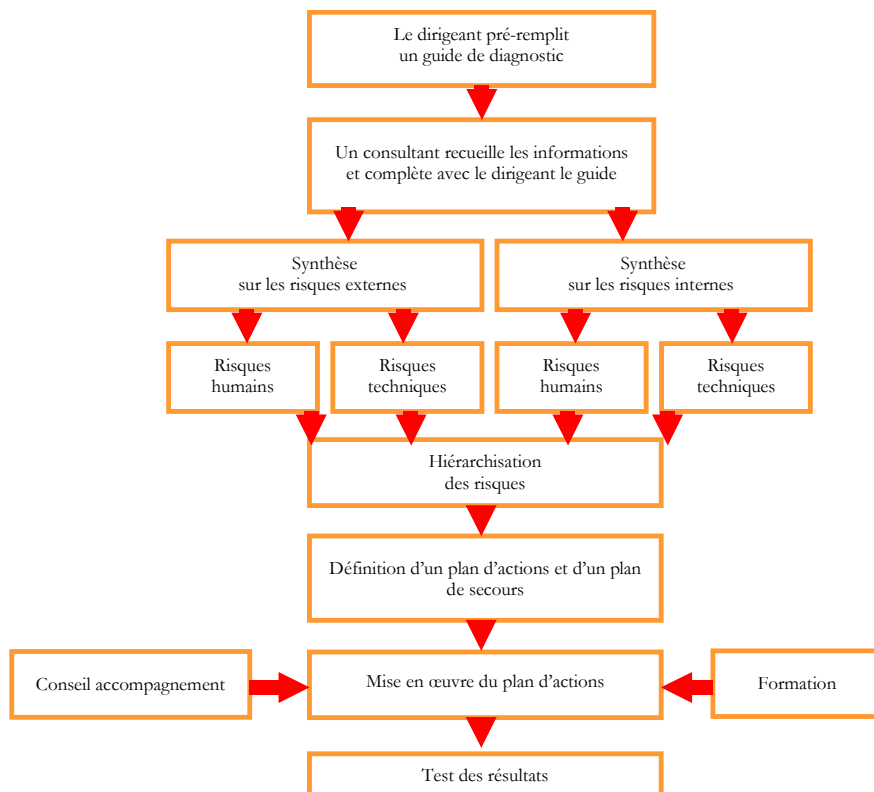 Le dirigeant pré-remplit
un guide de diagnostic
Un consultant recueille les informations
et complète avec le dirigeant le guide
Synthèse
sur les risques externes
Synthèse
sur les risques internes
Risques
humains
Risques
techniques
Risques
humains
Risques
techniques
Hiérarchisation
des risques
Définition d'un plan d'actions et d'un plan
de secours
Conseil accompagnement
Mise en œuvre du plan d'actions
Formation
Test des résultats